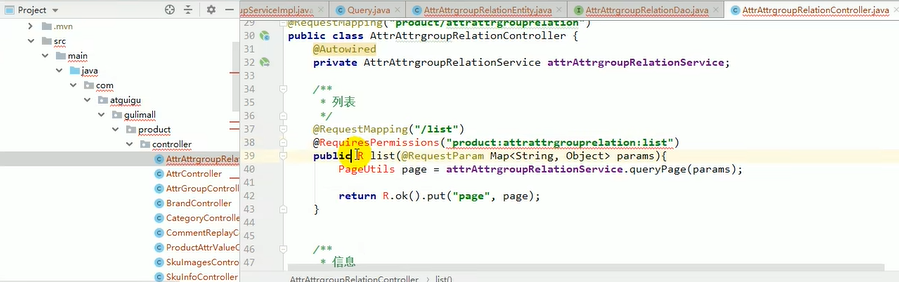 Project
upServiceImpl.java
Query.java
AttrAttrgroupRelationEntity.java
AttrAttrgroupRelationDao.java
AttrAttrgroupRelationController.java
.mvn
src
main
java
com
atguigu
gulimall
product
controller
AttrAttrgroupRela
AttrController
AttrGroupController
BrandController
CategoryController
CommentReplayC
ProductAttrValueC
SkuImagesContro
SkuInfoController
29 @RequestMapping("product/attrattrgrouprelation")
30 public class AttrAttrgroupRelationController {
31 @Autowired
32 private AttrAttrgroupRelationService attrAttrgroupRelationService;
33
34 /**
35 * 列表
36 */
37 @RequestMapping("/list")
38 @RequiresPermissions("product:attrattrgrouprelation:list")
39 public R list(@RequestParam Map<String, Object> params){
40 PageUtils page = attrAttrgroupRelationService.queryPage(params);
41
42 return R.ok().put("page", page);
43 }
44
45
46 /**
47 * 信息
AttrAttrgroupRelationController › list()